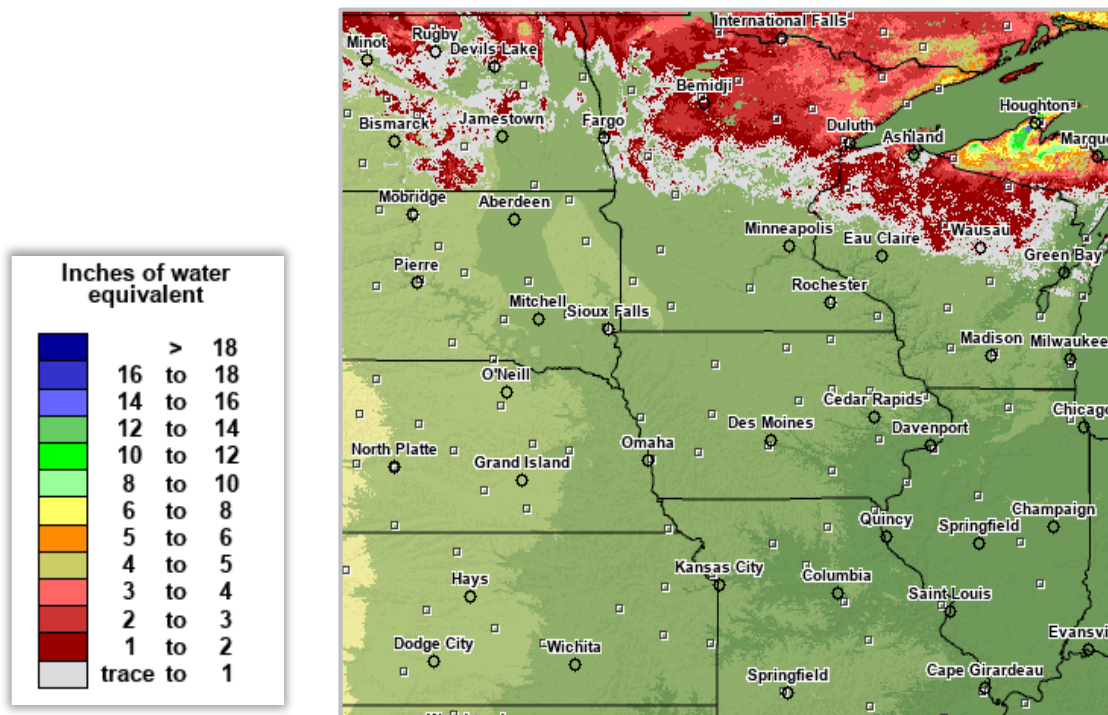 Inches of water
equivalent
> 18
16 to 18
14 to 16
12 to 14
10 to 12
8 to 10
6 to 8
5 to 6
4 to 5
3 to 4
2 to 3
1 to 2
trace to 1
International Falls
Rugby
Minot
Devils Lake
Bemidji
Houghton
Bismarck
Jamestown
Fargo
Duluth
Ashland
Marqu
Mobridge
Aberdeen
Minneapolis
Eau Claire
Wausau
Green Bay
Pierre
Rochester
Mitchell
Sioux Falls
Madison
Milwaukee
O'Neill
Cedar Rapids
Chicago
Des Moines
Davenport
North Platte
Grand Island
Omaha
Quincy
Springfield
Champaign
Hays
Kansas City
Columbia
Saint Louis
Dodge City
Wichita
Evansvi
Springfield
Cape Girardeau